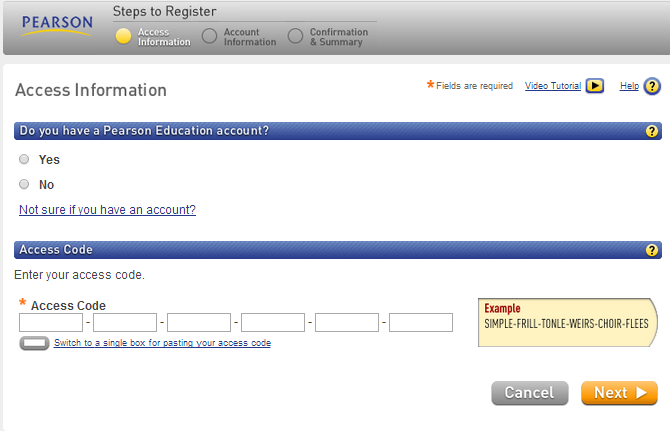 PEARSON
Steps to Register
Access Information
Account Information
Confirmation & Summary
Access Information
* Fields are required
Video Tutorial
Help ?
Do you have a Pearson Education account? ?
Yes
No
Not sure if you have an account?
Access Code ?
Enter your access code.
* Access Code
- - - - -
Switch to a single box for pasting your access code
Example
SIMPLE-FRILL-TONLE-WEIRS-CHOIR-FLEES
Cancel
Next